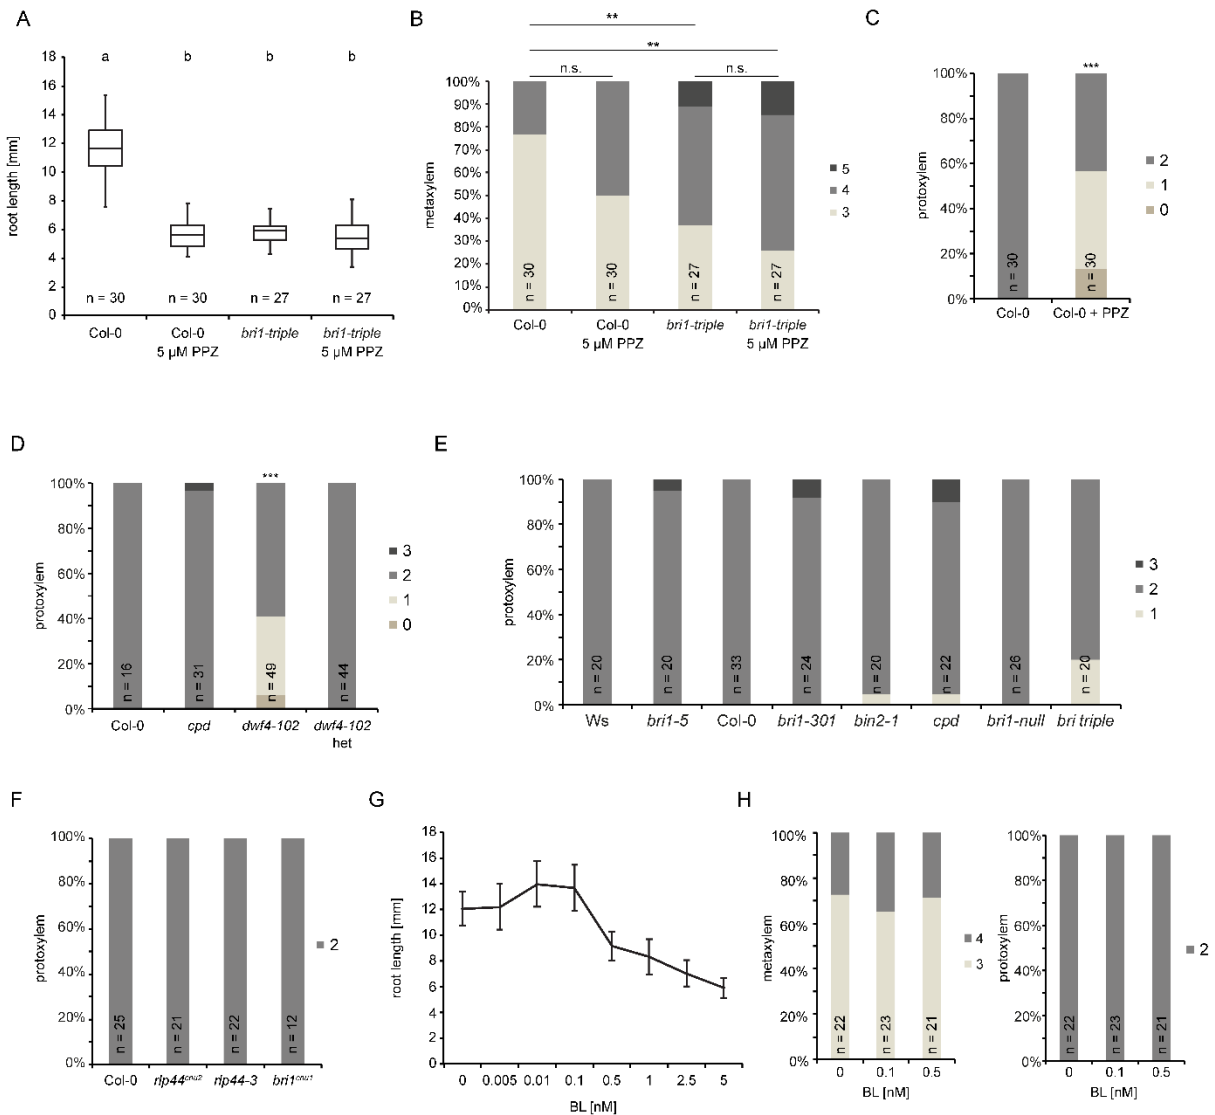 A
18
16
14
12
10
8
6
4
2
0
root length [mm]
a
b
b
b
n = 30
n = 30
n = 27
n = 27
Col-0
Col-0
5 µM PPZ
bri1-triple
bri1-triple
5 µM PPZ
B
**
**
n.s.
n.s.
100%
90%
80%
70%
60%
50%
40%
30%
20%
10%
0%
metaxylem
n = 30
n = 30
n = 27
n = 27
5
4
3
Col-0
Col-0
5 µM PPZ
bri1-triple
bri1-triple
5 µM PPZ
C
***
100%
80%
60%
40%
20%
0%
protoxylem
n = 30
n = 30
2
1
0
Col-0
Col-0 + PPZ
D
***
100%
80%
60%
40%
20%
0%
protoxylem
n = 16
n = 31
n = 49
n = 44
3
2
1
0
Col-0
cpd
dwf4-102
dwf4-102
het
E
100%
80%
60%
40%
20%
0%
protoxylem
n = 20
n = 20
n = 33
n = 24
n = 20
n = 22
n = 26
n = 20
3
2
1
Ws
bri1-5
Col-0
bri1-301
bin2-1
cpd
bri1-null
bri triple
F
100%
80%
60%
40%
20%
0%
protoxylem
n = 25
n = 21
n = 22
n = 12
2
Col-0
rlp44cnu2
rlp44-3
bri1cnu1
G
18
16
14
12
10
8
6
4
2
0
root length [mm]
0
0.005
0.01
0.1
0.5
1
2.5
5
BL [nM]
H
100%
80%
60%
40%
20%
0%
metaxylem
n = 22
n = 23
n = 21
4
3
0
0.1
0.5
BL [nM]
100%
80%
60%
40%
20%
0%
protoxylem
n = 22
n = 23
n = 21
2
0
0.1
0.5
BL [nM]